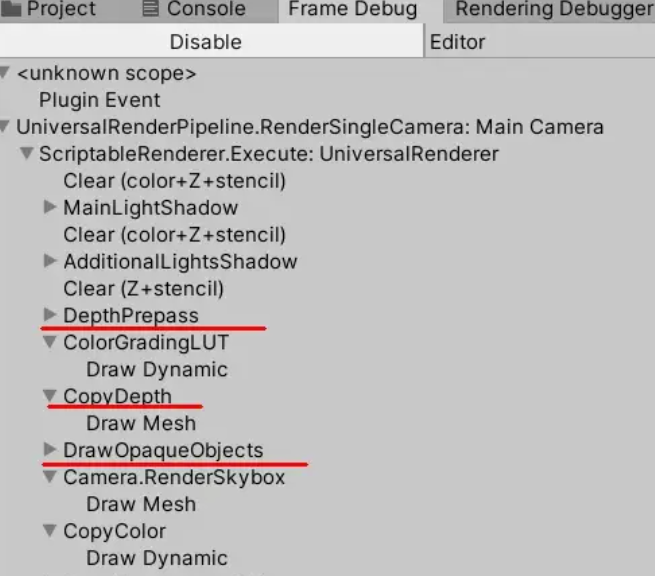 Project Console Frame Debug Rendering Debugger
Disable Editor
<unknown scope>
Plugin Event
UniversalRenderPipeline.RenderSingleCamera: Main Camera
ScriptableRenderer.Execute: UniversalRenderer
Clear (color+Z+stencil)
MainLightShadow
Clear (color+Z+stencil)
AdditionalLightsShadow
Clear (Z+stencil)
DepthPrepass
ColorGradingLUT
Draw Dynamic
CopyDepth
Draw Mesh
DrawOpaqueObjects
Camera.RenderSkybox
Draw Mesh
CopyColor
Draw Dynamic